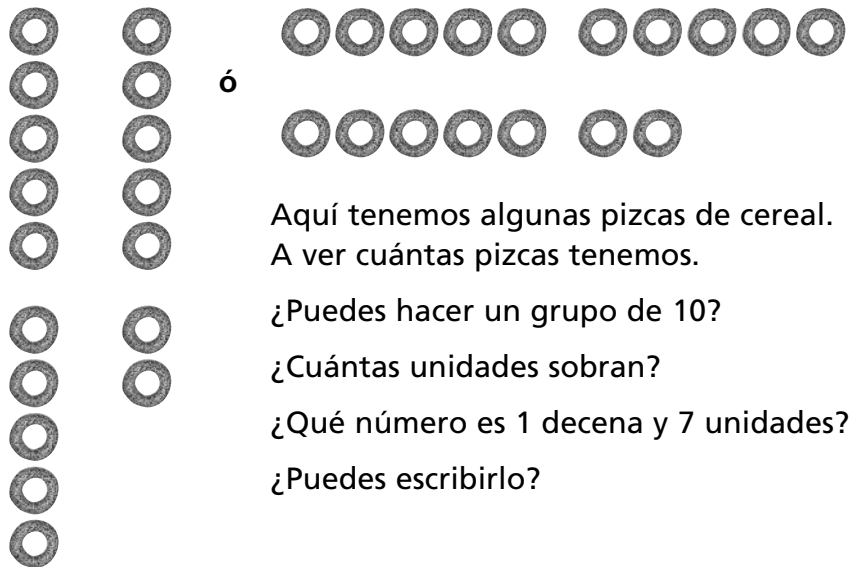 ó
Aquí tenemos algunas pizcas de cereal.
A ver cuántas pizcas tenemos.
¿Puedes hacer un grupo de 10?
¿Cuántas unidades sobran?
¿Qué número es 1 decena y 7 unidades?
¿Puedes escribirlo?